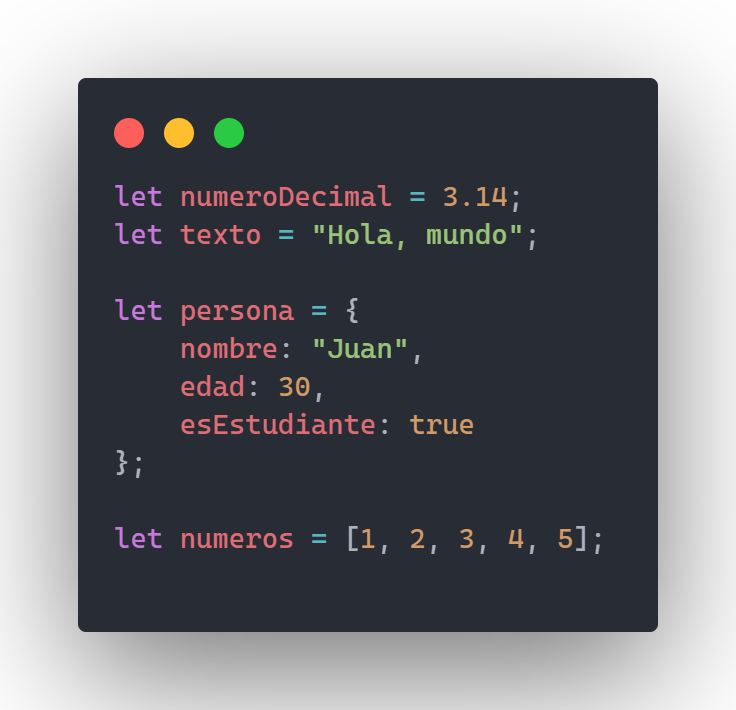 let numeroDecimal = 3.14;
let texto = "Hola, mundo";
let persona = {
    nombre: "Juan",
    edad: 30,
    esEstudiante: true
};
let numeros = [1, 2, 3, 4, 5];